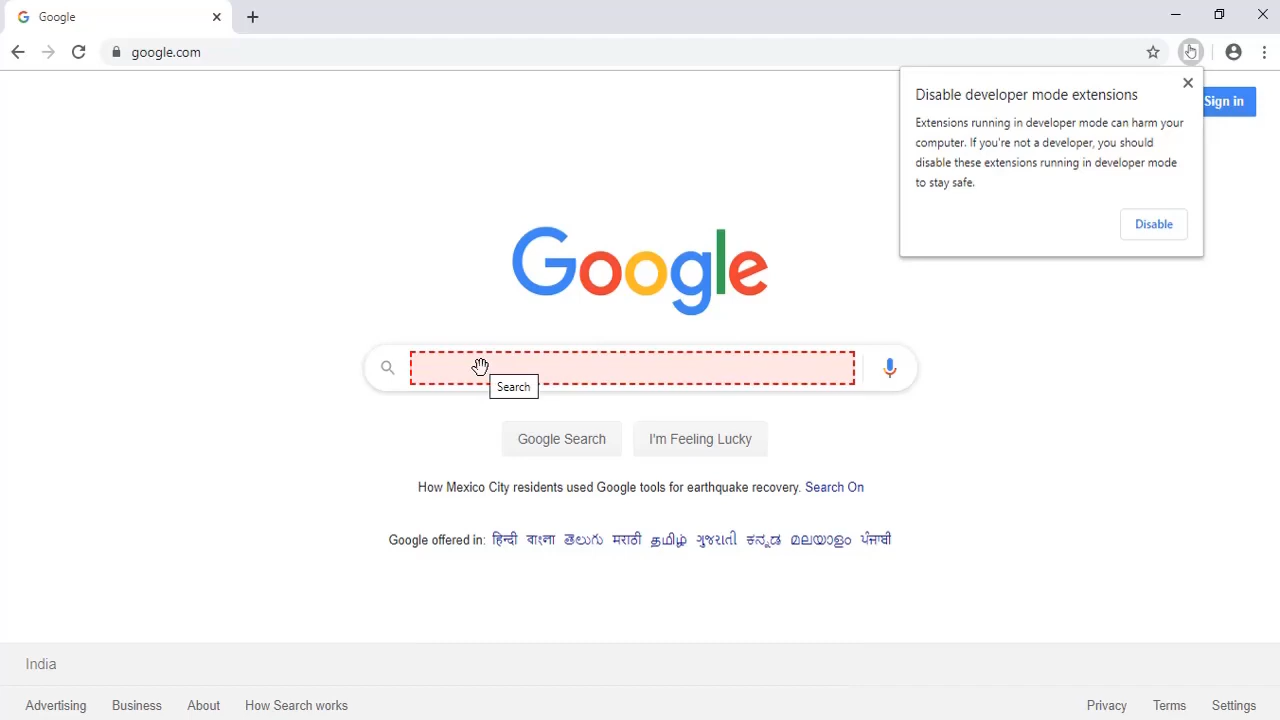 Google
google.com
Disable developer mode extensions
Extensions running in developer mode can harm your
computer. If you're not a developer, you should
disable these extensions running in developer mode
to stay safe.
Disable
Sign in
Google
Search
Google Search
I'm Feeling Lucky
How Mexico City residents used Google tools for earthquake recovery. Search On
Google offered in: हिन्दी বাংলা తెలుగు मराठी தமிழ் ગુજરાતી ಕನ್ನಡ മലയാളം ਪੰਜਾਬੀ
India
Advertising Business About How Search works
Privacy Terms Settings